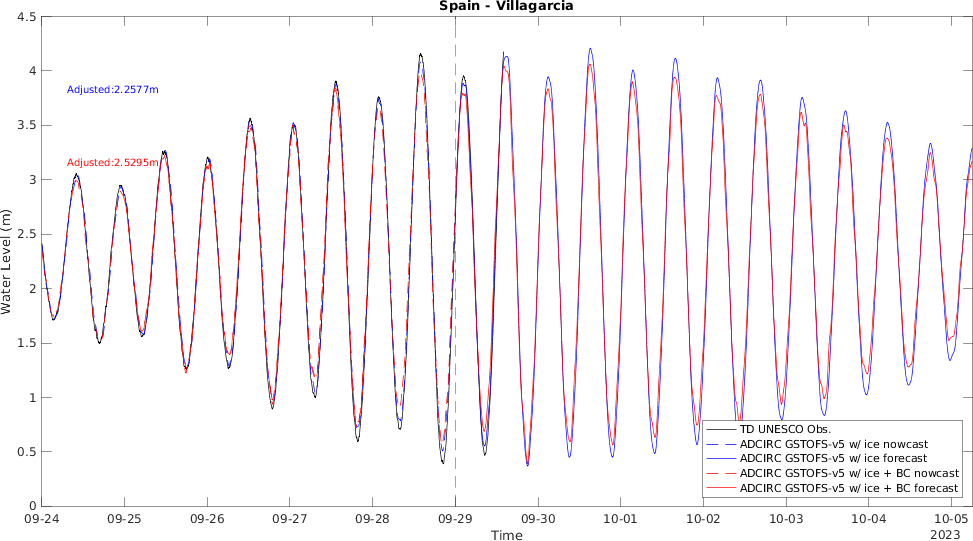 Spain - Villagarcia
4.5
4
3.5
3
2.5
2
1.5
1
0.5
0
Water Level (m)
Adjusted:2.2577m
Adjusted:2.5295m
TD UNESCO Obs.
ADCIRC GSTOFS-v5 w/ ice nowcast
ADCIRC GSTOFS-v5 w/ ice forecast
ADCIRC GSTOFS-v5 w/ ice + BC nowcast
ADCIRC GSTOFS-v5 w/ ice + BC forecast
09-24 09-25 09-26 09-27 09-28 09-29 09-30 10-01 10-02 10-03 10-04 10-05
Time
2023